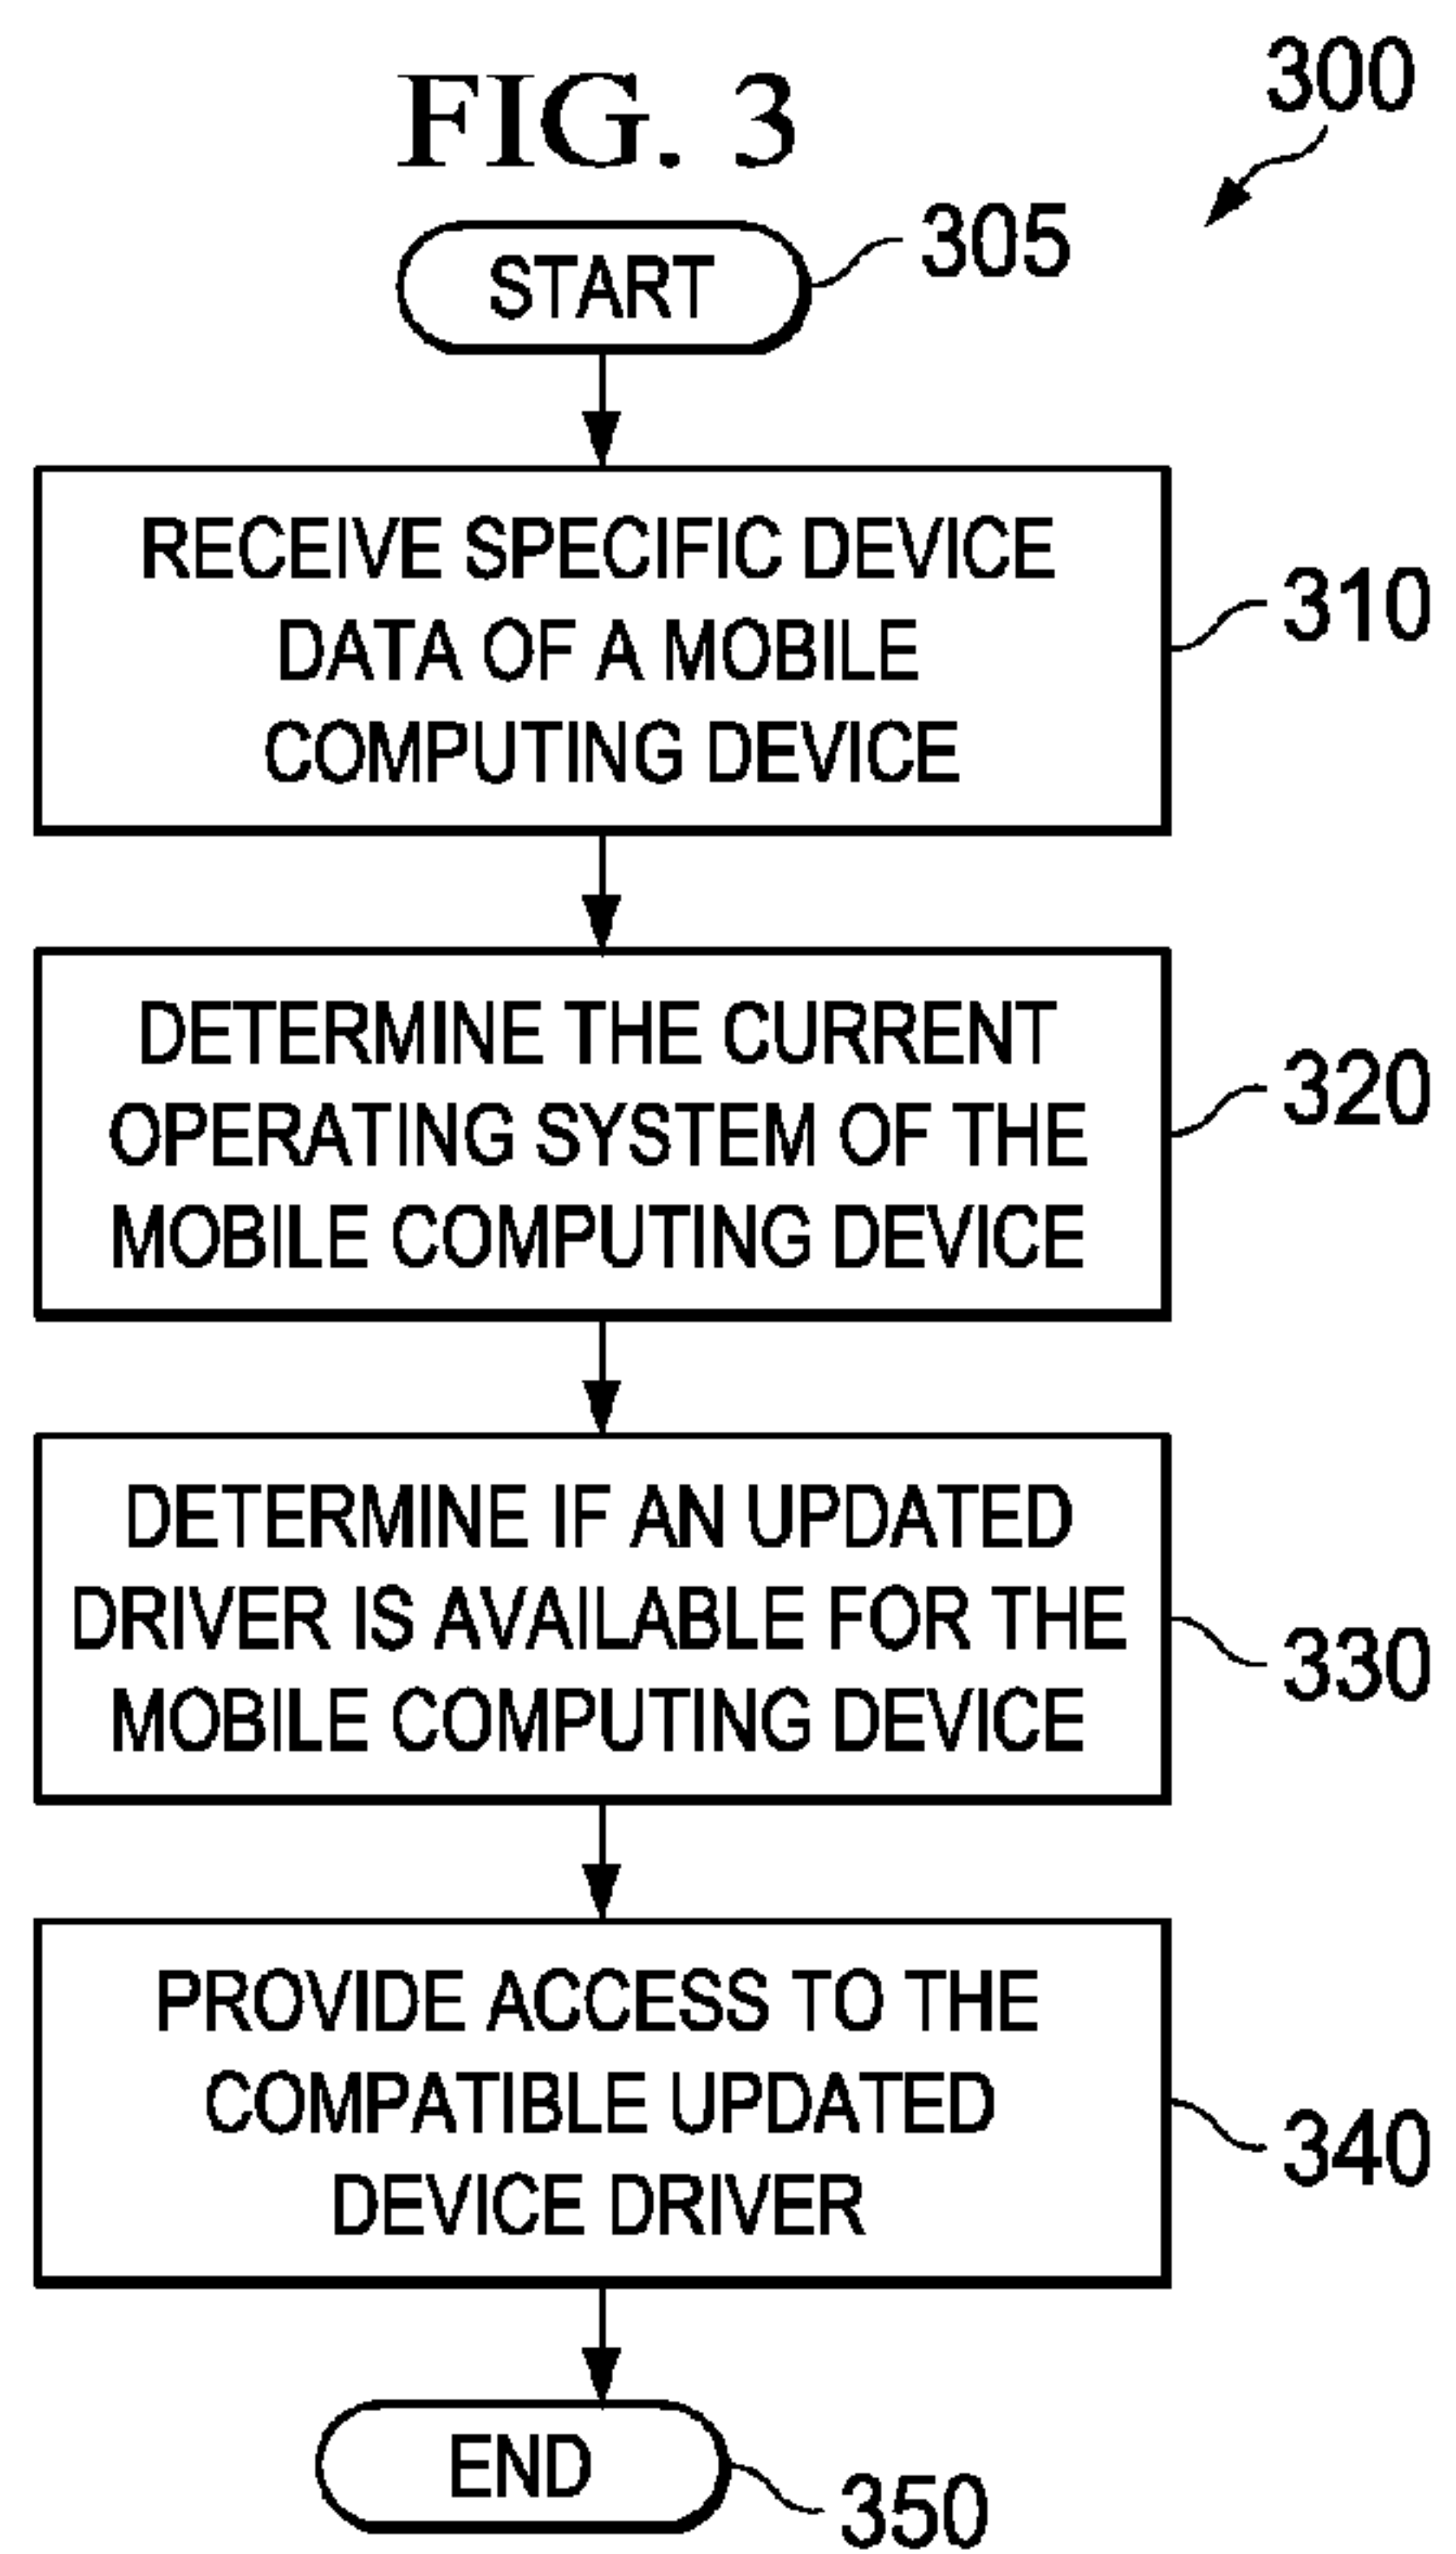 FIG. 3
300
START
305
RECEIVE SPECIFIC DEVICE
DATA OF A MOBILE
COMPUTING DEVICE
310
DETERMINE THE CURRENT
OPERATING SYSTEM OF THE
MOBILE COMPUTING DEVICE
320
DETERMINE IF AN UPDATED
DRIVER IS AVAILABLE FOR THE
MOBILE COMPUTING DEVICE
330
PROVIDE ACCESS TO THE
COMPATIBLE UPDATED
DEVICE DRIVER
340
END
350